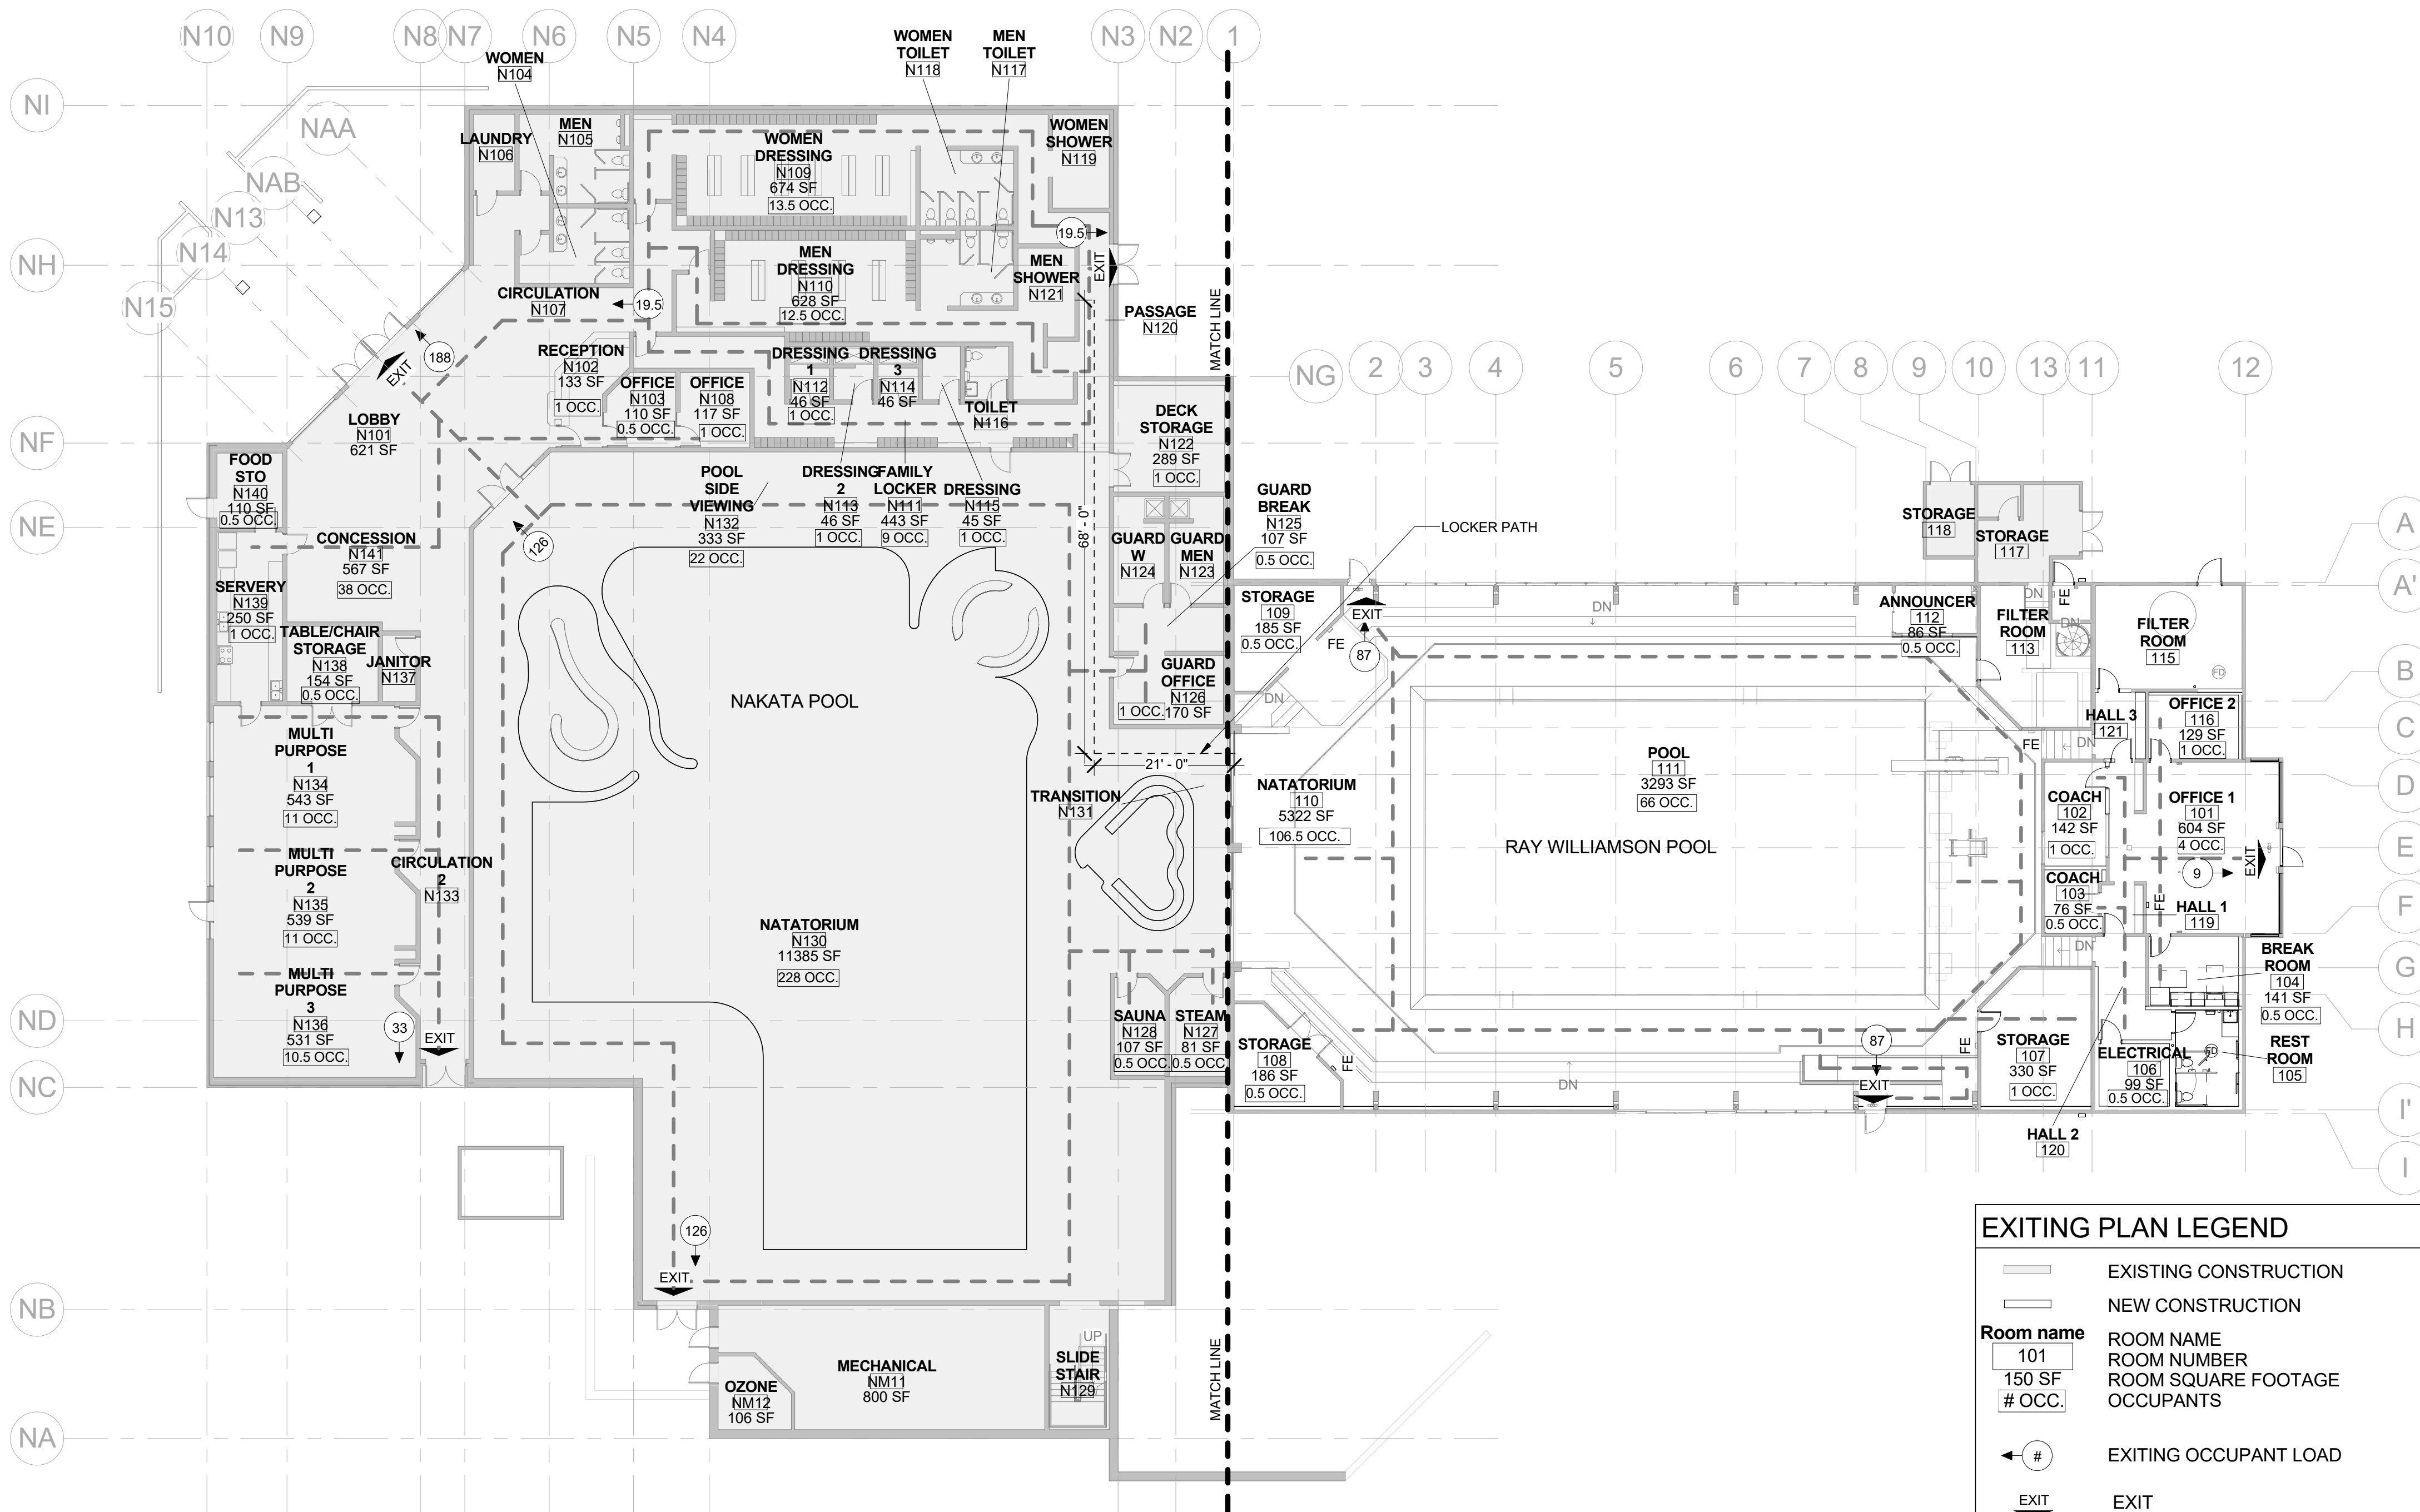 N10
N9
N8
N7
N6
N5
N4
N3
N2
1
NI
NH
NF
NE
ND
NC
NB
NA
NAA
NAB
N13
N14
N15
NG
2
3
4
5
6
7
8
9
10
13
11
12
A
A'
B
C
D
E
F
G
H
I'
I
WOMEN
N104
WOMEN
TOILET
N118
MEN
TOILET
N117
LAUNDRY
N106
MEN
N105
WOMEN
DRESSING
N109
674 SF
13.5 OCC.
WOMEN
SHOWER
N119
19.5
EXIT
MEN
DRESSING
N110
628 SF
12.5 OCC.
MEN
SHOWER
N121
CIRCULATION
N107
19.5
PASSAGE
N120
MATCH LINE
188
EXIT
RECEPTION
N102
133 SF
1 OCC.
OFFICE
N103
110 SF
0.5 OCC.
OFFICE
N108
117 SF
1 OCC.
DRESSING
1
N112
46 SF
1 OCC.
DRESSING
3
N114
46 SF
TOILET
N116
LOBBY
N101
621 SF
DECK
STORAGE
N122
289 SF
1 OCC.
FOOD
STO
N140
110 SF
0.5 OCC.
POOL
SIDE
VIEWING
N132
333 SF
22 OCC.
DRESSING
2
N113
46 SF
1 OCC.
FAMILY
LOCKER
N111
443 SF
9 OCC.
DRESSING
N115
45 SF
1 OCC.
68' - 0"
126
GUARD
BREAK
N125
107 SF
0.5 OCC.
LOCKER PATH
CONCESSION
N141
567 SF
38 OCC.
GUARD
W
N124
GUARD
MEN
N123
SERVERY
N139
250 SF
1 OCC.
TABLE/CHAIR
STORAGE
N138
154 SF
0.5 OCC.
JANITOR
N137
GUARD
OFFICE
N126
170 SF
1 OCC.
NAKATA POOL
MULTI
PURPOSE
1
N134
543 SF
11 OCC.
MULTI
PURPOSE
2
N135
539 SF
11 OCC.
MULTI
PURPOSE
3
N136
531 SF
10.5 OCC.
CIRCULATION
2
N133
33
EXIT
21' - 0"
TRANSITION
N131
NATATORIUM
N130
11385 SF
228 OCC.
SAUNA
N128
107 SF
0.5 OCC.
STEAM
N127
81 SF
0.5 OCC
126
EXIT
MECHANICAL
NM11
800 SF
OZONE
NM12
106 SF
UP
SLIDE
STAIR
N129
MATCH LINE
STORAGE
118
STORAGE
117
STORAGE
109
185 SF
0.5 OCC.
EXIT
87
FE
DN
DN
ANNOUNCER
112
86 SF
0.5 OCC.
FILTER
ROOM
113
DN
FE
DN
FILTER
ROOM
115
FD
HALL 3
121
OFFICE 2
116
129 SF
1 OCC.
FE
DN
NATATORIUM
110
5322 SF
106.5 OCC.
POOL
111
3293 SF
66 OCC.
RAY WILLIAMSON POOL
COACH
102
142 SF
1 OCC.
OFFICE 1
101
604 SF
4 OCC.
9
EXIT
COACH
103
76 SF
0.5 OCC.
FE
HALL 1
119
DN
BREAK
ROOM
104
141 SF
0.5 OCC.
REST
ROOM
105
FD
STORAGE
108
186 SF
0.5 OCC.
FE
DN
87
EXIT
FE
STORAGE
107
330 SF
1 OCC.
ELECTRICAL
106
99 SF
0.5 OCC.
HALL 2
120
EXITING PLAN LEGEND
EXISTING CONSTRUCTION
NEW CONSTRUCTION
Room name ROOM NAME
101 ROOM NUMBER
150 SF ROOM SQUARE FOOTAGE
# OCC. OCCUPANTS
# EXITING OCCUPANT LOAD
EXIT EXIT